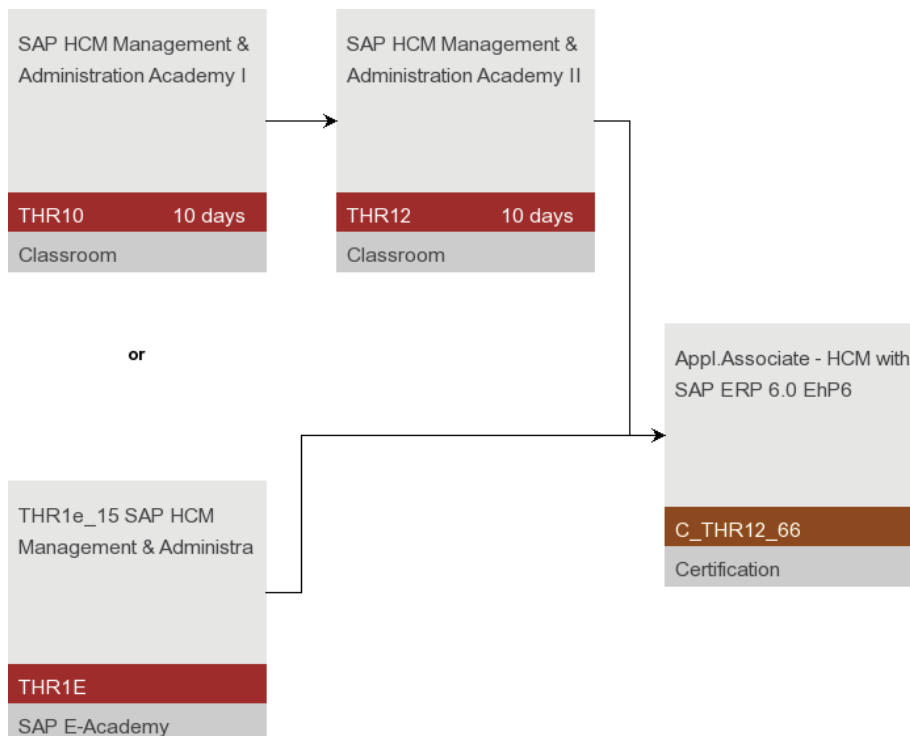 SAP HCM Management &
Administration Academy I
THR10 10 days
Classroom
SAP HCM Management &
Administration Academy II
THR12 10 days
Classroom
or
THR1e_15 SAP HCM
Management & Administra
THR1E
SAP E-Academy
Appl.Associate - HCM with
SAP ERP 6.0 EhP6
C_THR12_66
Certification